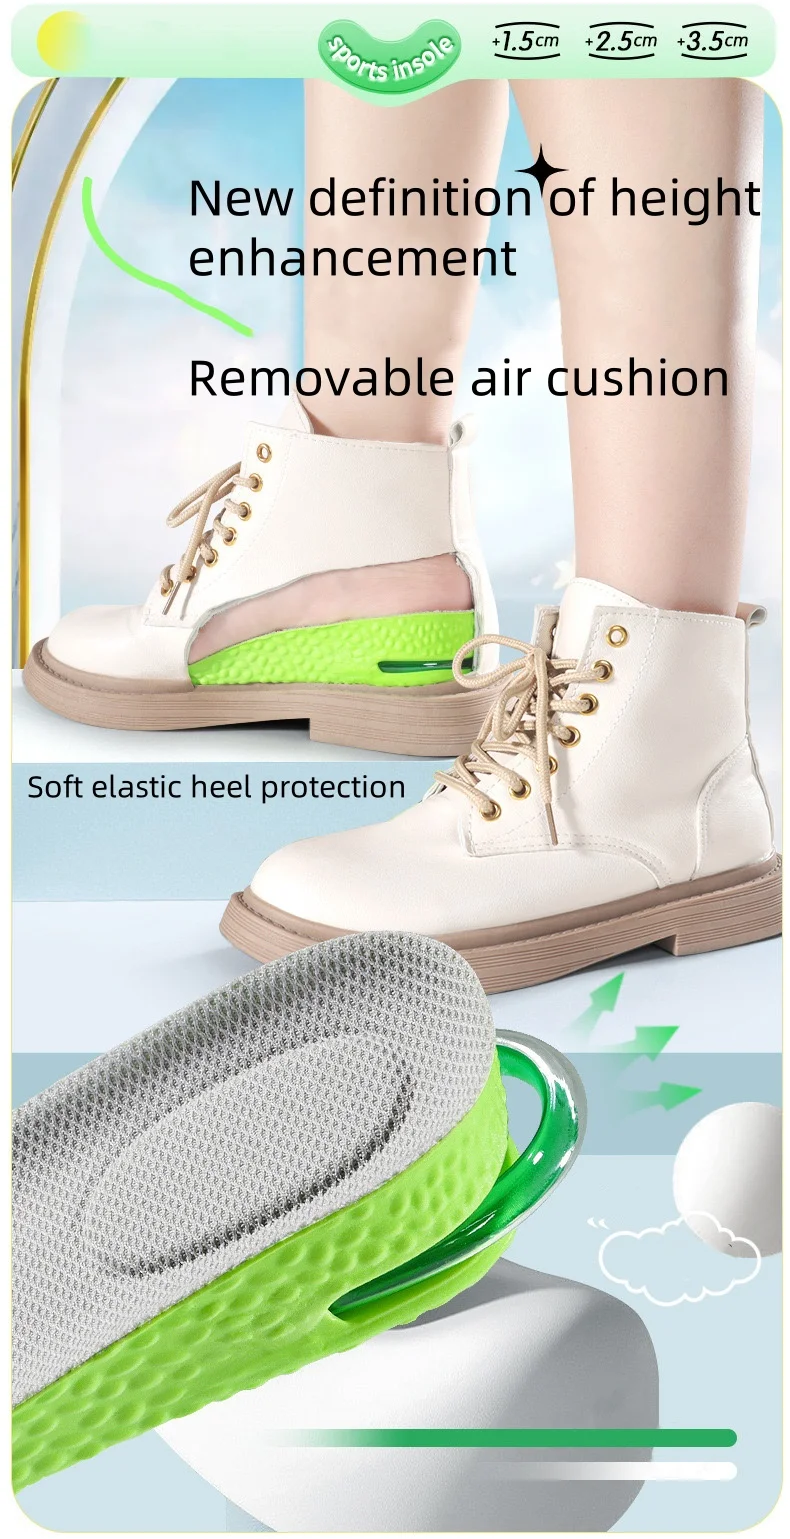 sports insole
+1.5cm
+2.5cm
+3.5cm
New definition of height
enhancement
Removable air cushion
Soft elastic heel protection